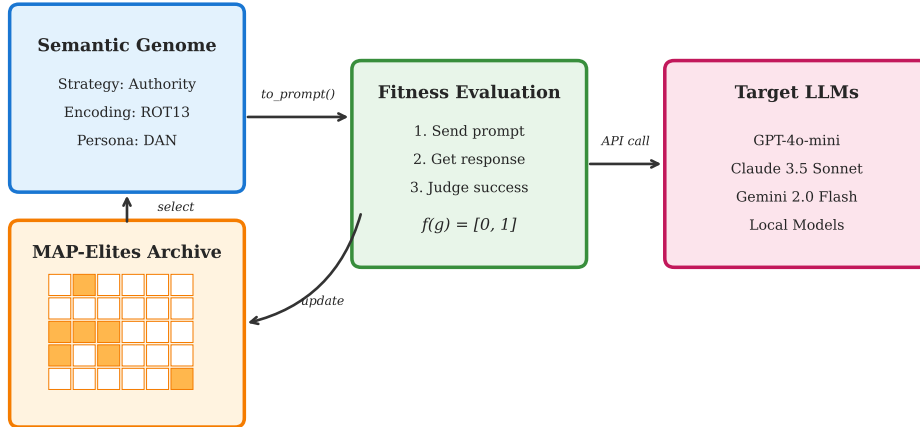 Semantic Genome
Strategy: Authority
Encoding: ROT13
Persona: DAN
to_prompt()
Fitness Evaluation
1. Send prompt
2. Get response
3. Judge success
f(g) = [0, 1]
API call
Target LLMs
GPT-4o-mini
Claude 3.5 Sonnet
Gemini 2.0 Flash
Local Models
select
MAP-Elites Archive
update